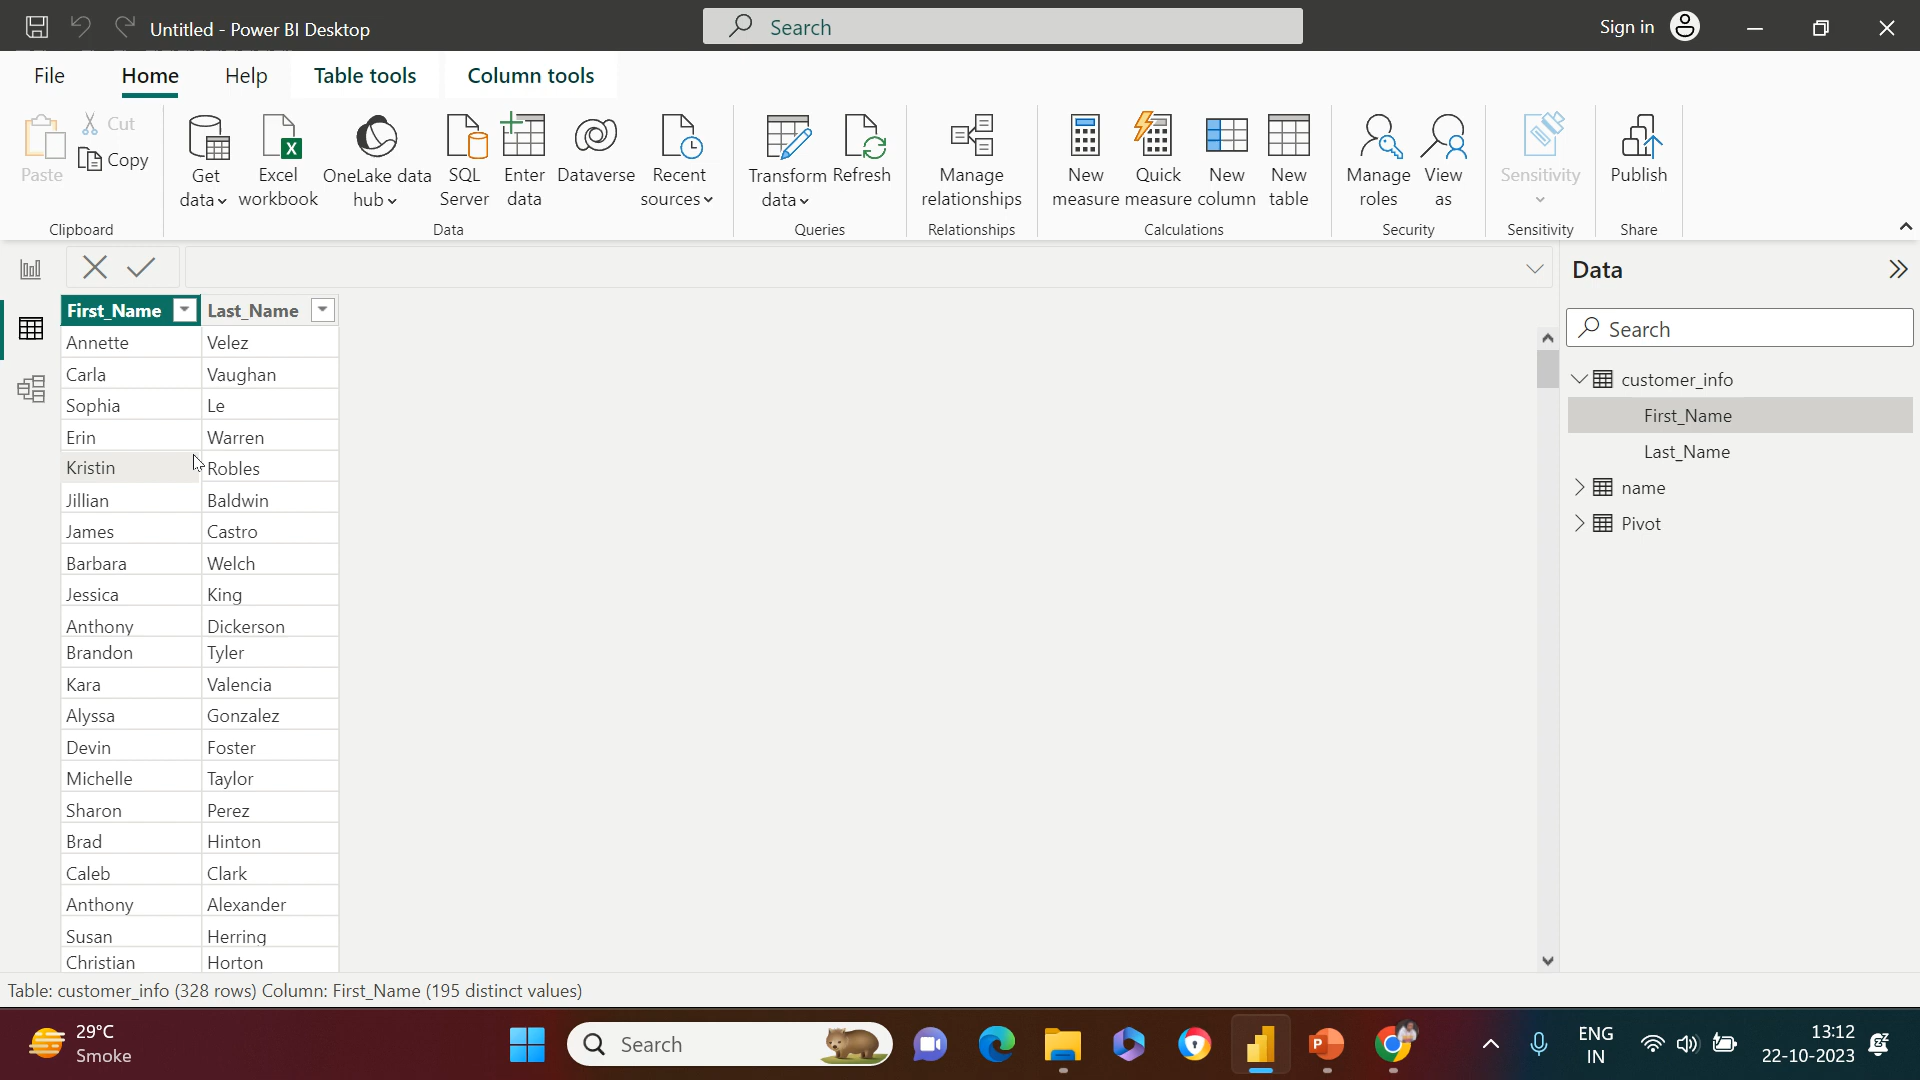 Untitled - Power BI Desktop
Search
Sign in
File Home Help Table tools Column tools
Paste
Cut
Copy
Clipboard
Get data
Excel workbook
OneLake data hub
SQL Server
Enter data
Dataverse
Recent sources
Data
Transform data
Refresh
Queries
Manage relationships
Relationships
New measure
Quick measure
New column
New table
Calculations
Manage roles
View as
Security
Sensitivity
Sensitivity
Publish
Share
First_Name Last_Name
Annette Velez
Carla Vaughan
Sophia Le
Erin Warren
Kristin Robles
Jillian Baldwin
James Castro
Barbara Welch
Jessica King
Anthony Dickerson
Brandon Tyler
Kara Valencia
Alyssa Gonzalez
Devin Foster
Michelle Taylor
Sharon Perez
Brad Hinton
Caleb Clark
Anthony Alexander
Susan Herring
Christian Horton
Data
Search
customer_info
First_Name
Last_Name
name
Pivot
Table: customer_info (328 rows) Column: First_Name (195 distinct values)
29°C
Smoke
Search
ENG
IN
13:12
22-10-2023